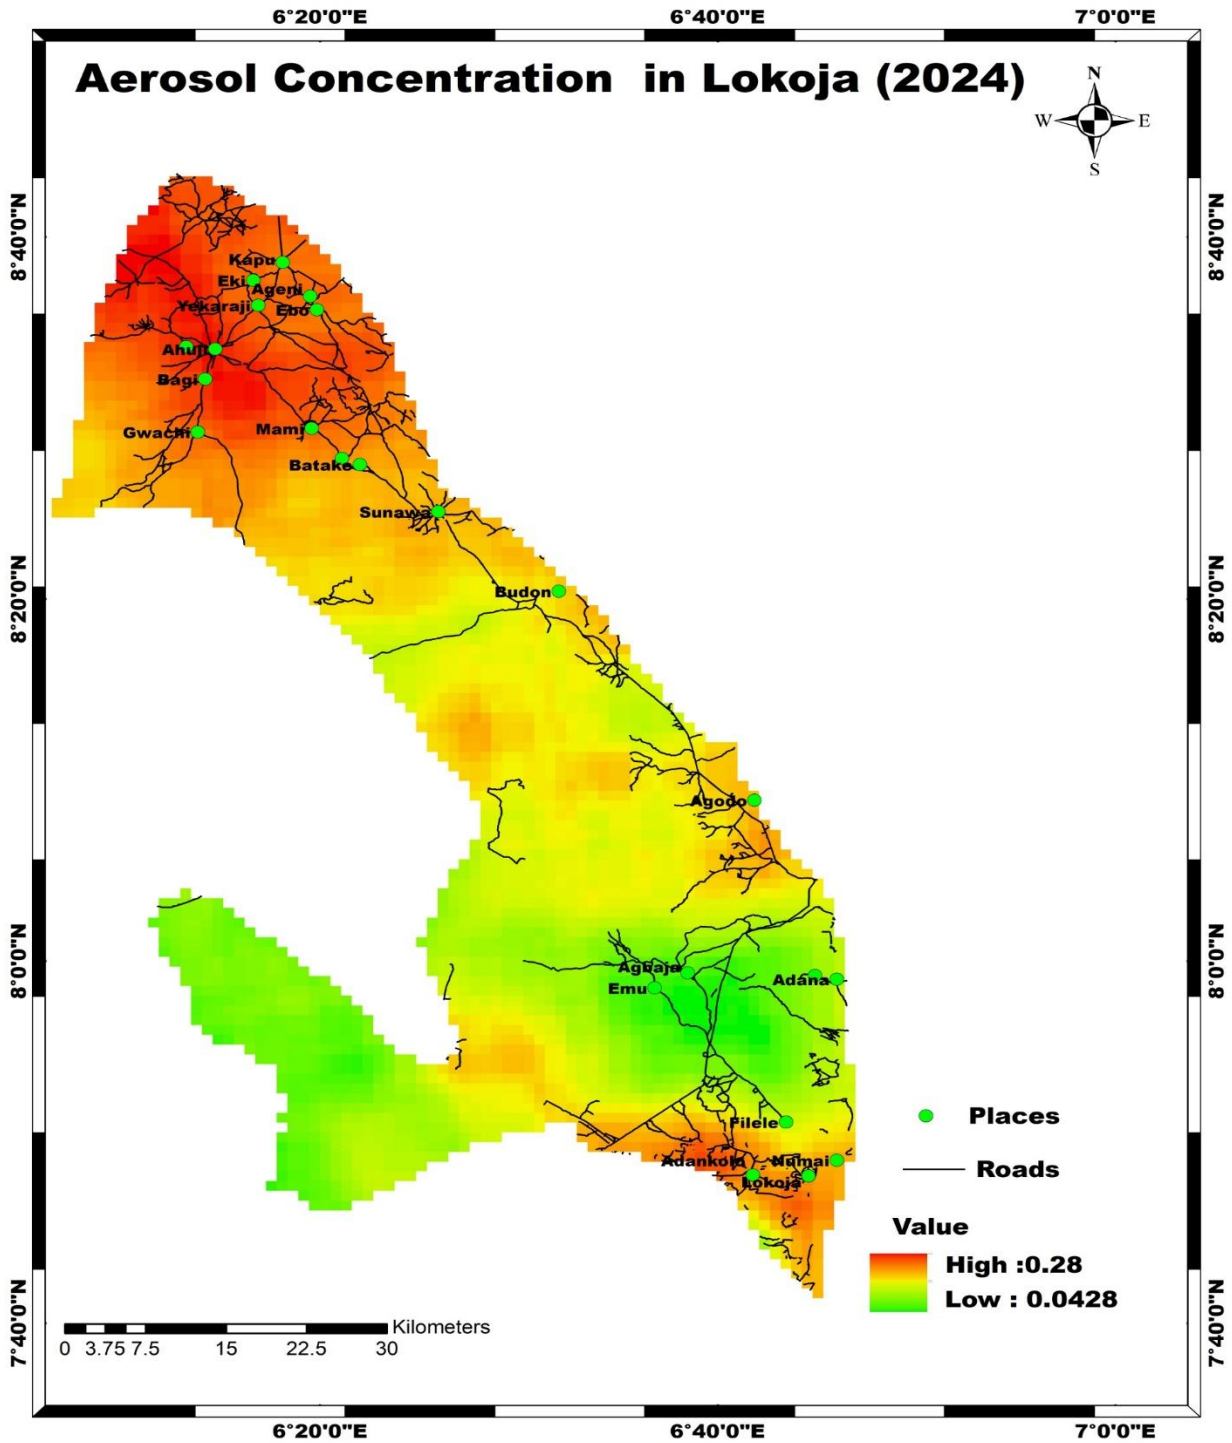 6°20'0"E 6°40'0"E 7°0'0"E
Aerosol Concentration in Lokoja (2024)
N
W E
S
8°40'0"N 8°40'0"N
Kapu
Eki
Ageni
Yekaraji
Ebo
Ahuji
Bagi
Gwachi
Mami
Batako
Sunawa
8°20'0"N 8°20'0"N
Budon
Agodo
8°0'0"N 8°0'0"N
Agbaja
Adana
Emu
Filele
Places
Adankolo
Numai
Roads
Lokoja
Value
High :0.28
Low : 0.0428
7°40'0"N 7°40'0"N
Kilometers
0 3.75 7.5 15 22.5 30
6°20'0"E 6°40'0"E 7°0'0"E